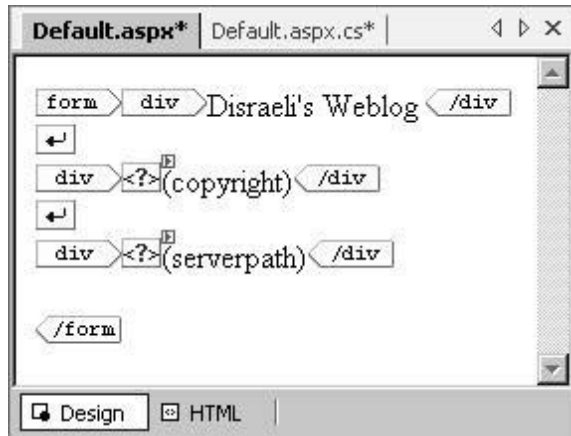 Default.aspx* Default.aspx.cs*
form div Disraeli's Weblog /div
div <?> (copyright) /div
div <?> (serverpath) /div
/form
Design HTML